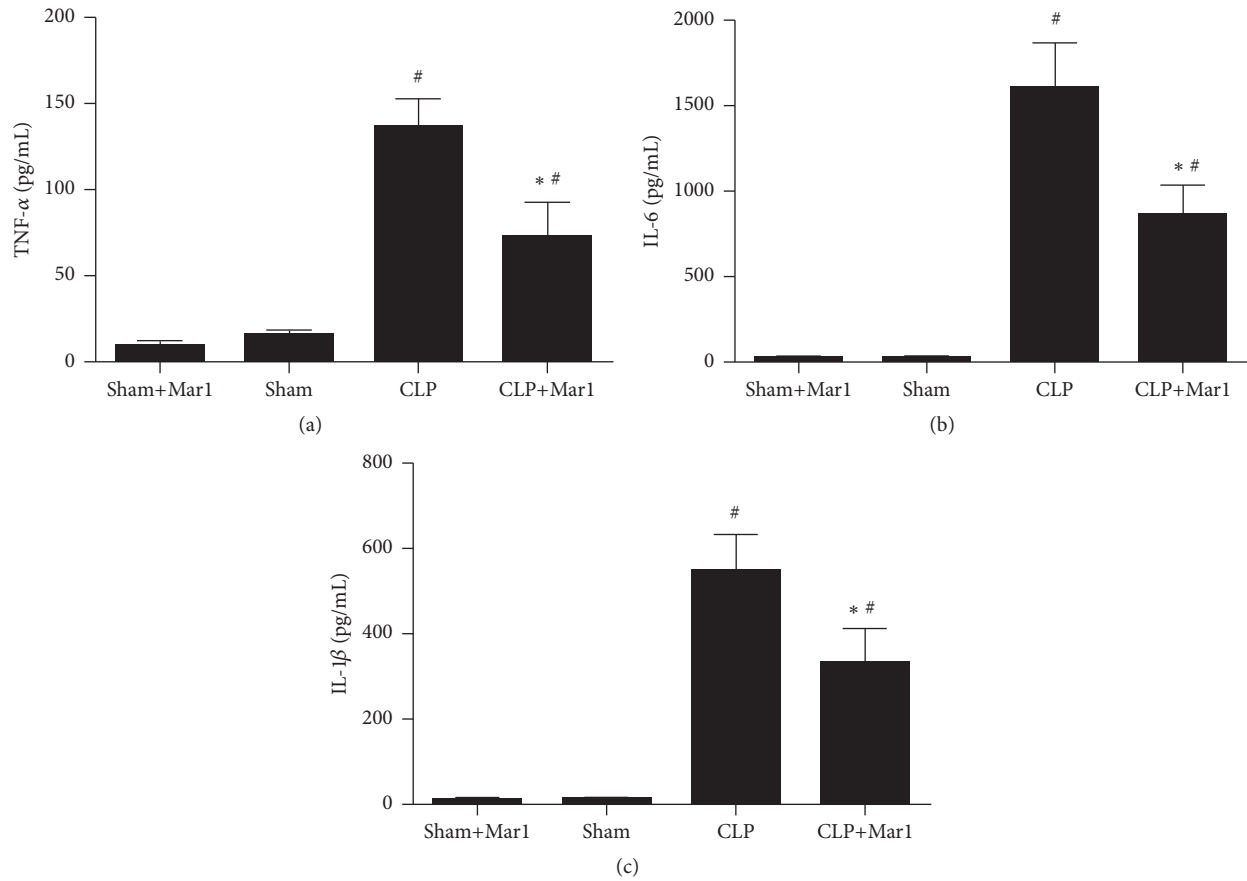 200
150
100
50
0
TNF-α (pg/mL)
#
* #
Sham+Mar1 Sham CLP CLP+Mar1
(a)
2000
1500
1000
500
0
IL-6 (pg/mL)
#
* #
Sham+Mar1 Sham CLP CLP+Mar1
(b)
800
600
400
200
0
IL-1β (pg/mL)
#
* #
Sham+Mar1 Sham CLP CLP+Mar1
(c)